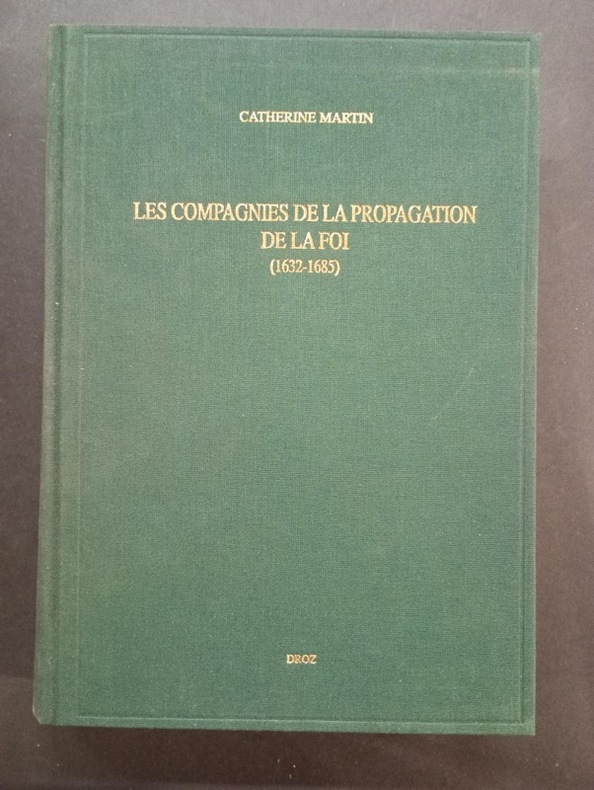 CATHERINE MARTIN
LES COMPAGNIES DE LA PROPAGATION
DE LA FOI
(1632-1685)
DROZ